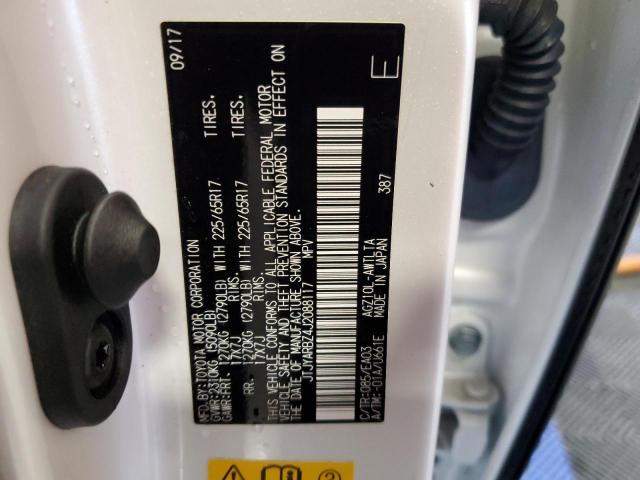 09/17
MFD.BY:TOYOTA MOTOR CORPORATION
GVWR:2310KG (5090LB)
GAWR:FRT. 1270KG (2790LB) WITH 225/65R17 TIRES.
17X7J RIMS.
RR. 1270KG (2790LB) WITH 225/65R17 TIRES.
17X7J RIMS.
THIS VEHICLE CONFORMS TO ALL APPLICABLE FEDERAL MOTOR
VEHICLE SAFETY AND THEFT PREVENTION STANDARDS IN EFFECT ON
THE DATE OF MANUFACTURE SHOWN ABOVE.
JTJYARBZ4J2088117 MPV
E
387
C/TR:085/EA03 AGZ10L-AWTLTA
A/TM:-01A/U661E MADE IN JAPAN